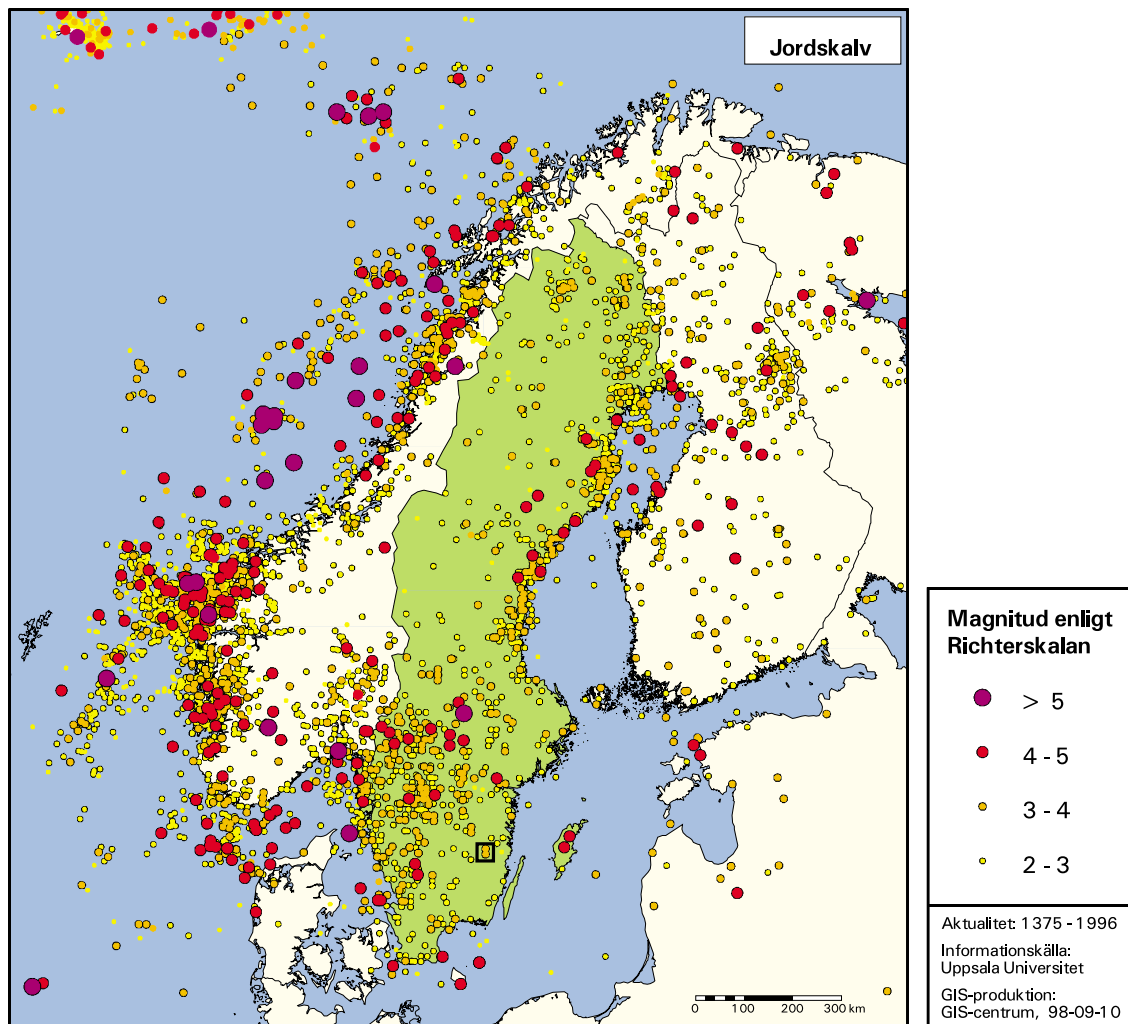 Jordskalv
0 100 200 300 km
Magnitud enligt
Richterskalan
> 5
4 - 5
3 - 4
2 - 3
Aktualitet: 1375 - 1996
Informationskälla:
Uppsala Universitet
GIS-produktion:
GIS-centrum, 98-09-10